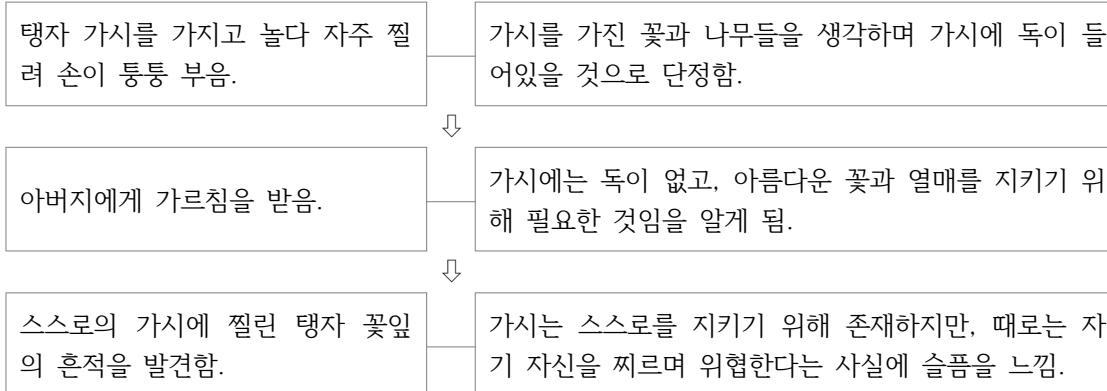 탱자 가시를 가지고 놀다 자주 찔
려 손이 퉁퉁 부음.
가시를 가진 꽃과 나무들을 생각하며 가시에 독이 들
어있을 것으로 단정함.
⇩
아버지에게 가르침을 받음.
가시에는 독이 없고, 아름다운 꽃과 열매를 지키기 위
해 필요한 것임을 알게 됨.
⇩
스스로의 가시에 찔린 탱자 꽃잎
의 흔적을 발견함.
가시는 스스로를 지키기 위해 존재하지만, 때로는 자
기 자신을 찌르며 위협한다는 사실에 슬픔을 느낌.